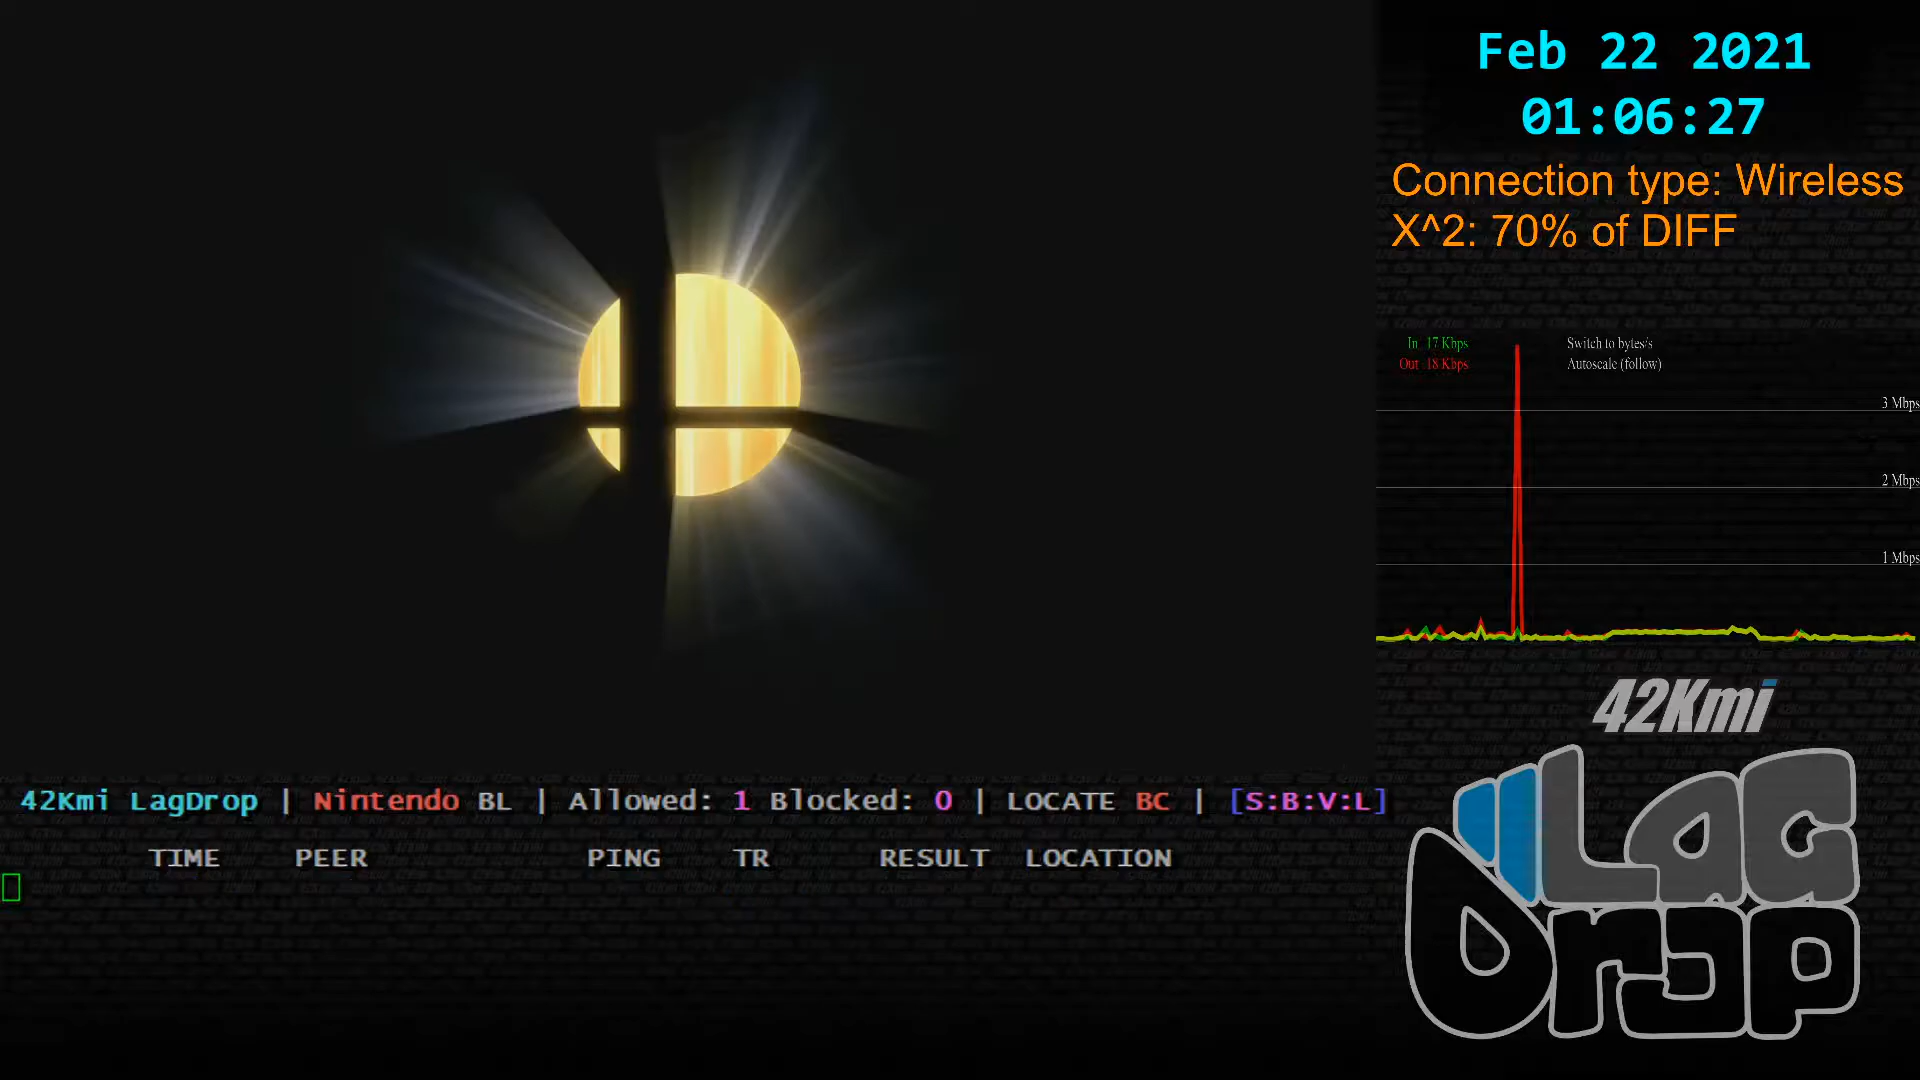 Feb 22 2021
01:06:27
Connection type: Wireless
X^2: 70% of DIFF
In 17 Kbps
Out 18 Kbps
Switch to bytes/s
Autoscale (follow)
3 Mbps
2 Mbps
1 Mbps
42Kmi
LagDrop
42Kmi LagDrop | Nintendo BL | Allowed: 1 Blocked: 0 | LOCATE BC | [S:B:V:L]
TIME PEER PING TR RESULT LOCATION